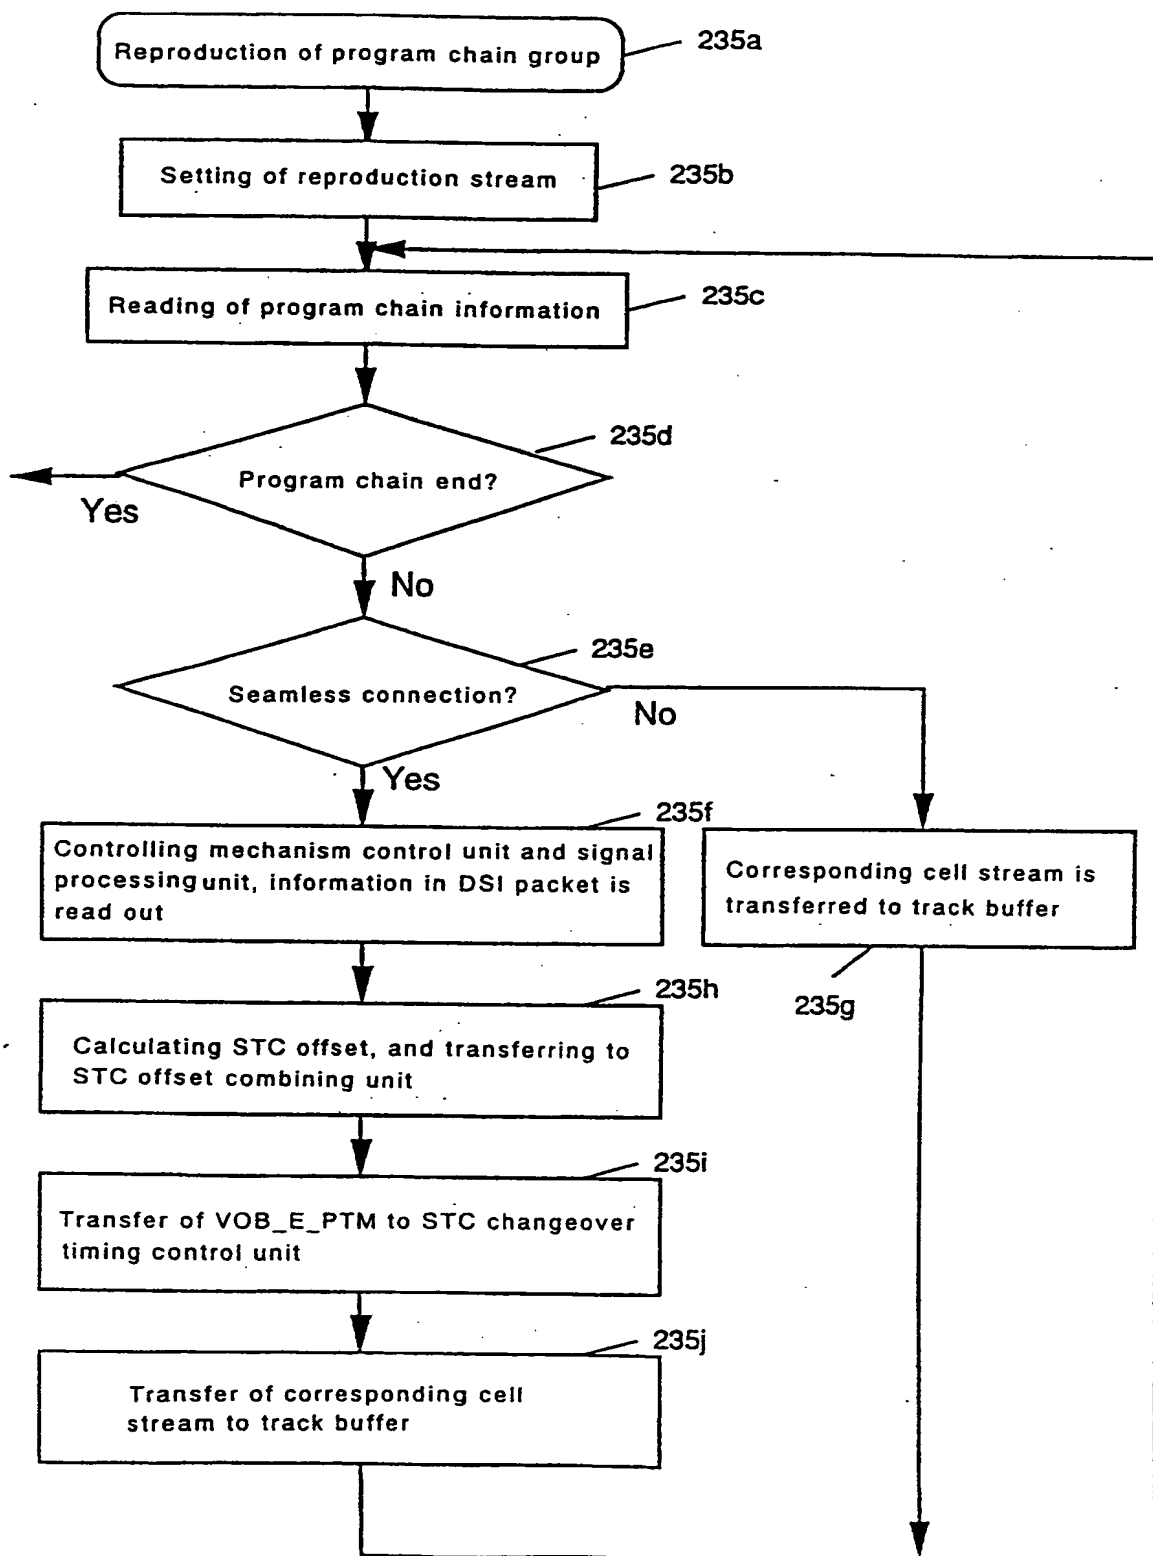 Reproduction of program chain group
235a
Setting of reproduction stream
235b
Reading of program chain information
235c
235d
Program chain end?
Yes
No
235e
Seamless connection?
No
Yes
235f
Controlling mechanism control unit and signal
processing unit, information in DSI packet is
read out
Corresponding cell stream is
transferred to track buffer
235g
235h
Calculating STC offset, and transferring to
STC offset combining unit
235i
Transfer of VOB_E_PTM to STC changeover
timing control unit
235j
Transfer of corresponding cell
stream to track buffer